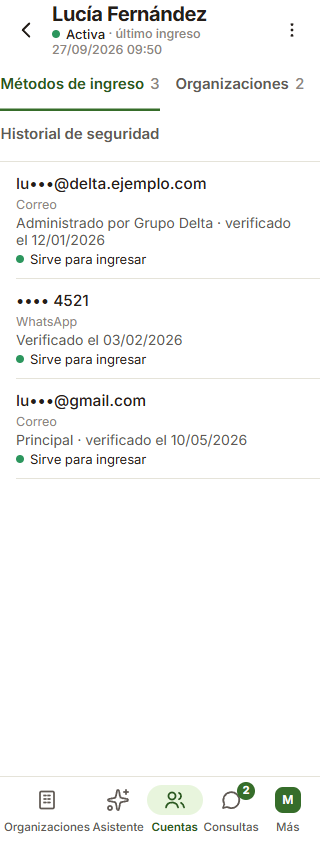 Lucía Fernández
Activa · último ingreso
27/09/2026 09:50
Métodos de ingreso 3
Organizaciones 2
Historial de seguridad
lu•••@delta.ejemplo.com
Correo
Administrado por Grupo Delta · verificado
el 12/01/2026
Sirve para ingresar
•••• 4521
WhatsApp
Verificado el 03/02/2026
Sirve para ingresar
lu•••@gmail.com
Correo
Principal · verificado el 10/05/2026
Sirve para ingresar
2
M
Organizaciones Asistente Cuentas Consultas Más